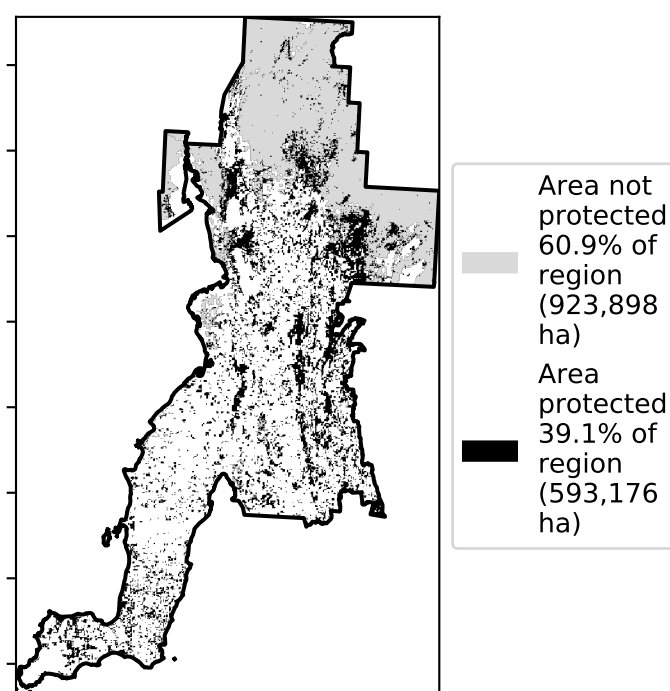 Area not
protected
60.9% of
region
(923,898
ha)
Area
protected
39.1% of
region
(593,176
ha)